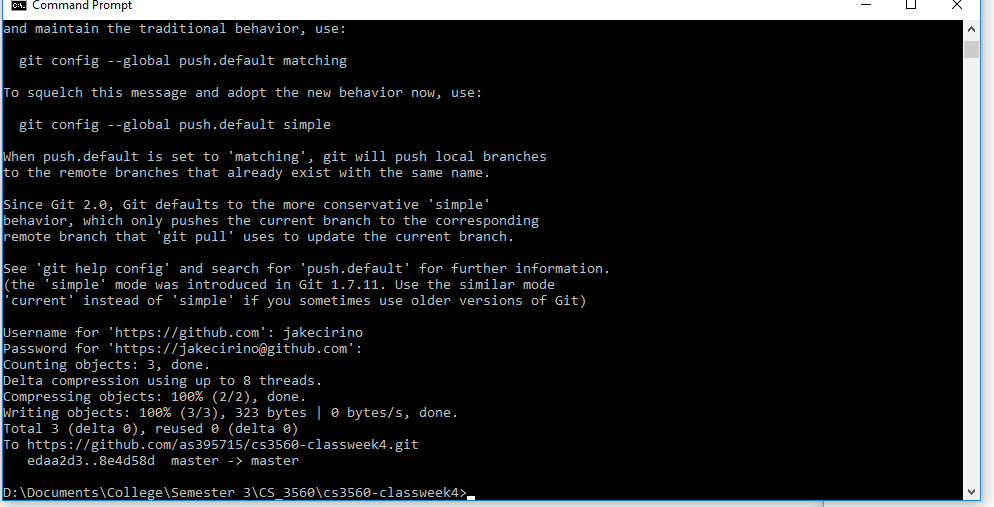 Command Prompt
and maintain the traditional behavior, use:
git config --global push.default matching
To squelch this message and adopt the new behavior now, use:
git config --global push.default simple
When push.default is set to 'matching', git will push local branches
to the remote branches that already exist with the same name.
Since Git 2.0, Git defaults to the more conservative 'simple'
behavior, which only pushes the current branch to the corresponding
remote branch that 'git pull' uses to update the current branch.
See 'git help config' and search for 'push.default' for further information.
(the 'simple' mode was introduced in Git 1.7.11. Use the similar mode
'current' instead of 'simple' if you sometimes use older versions of Git)
Username for 'https://github.com': jakecirino
Password for 'https://jakecirino@github.com':
Counting objects: 3, done.
Delta compression using up to 8 threads.
Compressing objects: 100% (2/2), done.
Writing objects: 100% (3/3), 323 bytes | 0 bytes/s, done.
Total 3 (delta 0), reused 0 (delta 0)
To https://github.com/as395715/cs3560-classweek4.git
edaa2d3..8e4d58d  master -> master
D:\Documents\College\Semester 3\CS_3560\cs3560-classweek4>